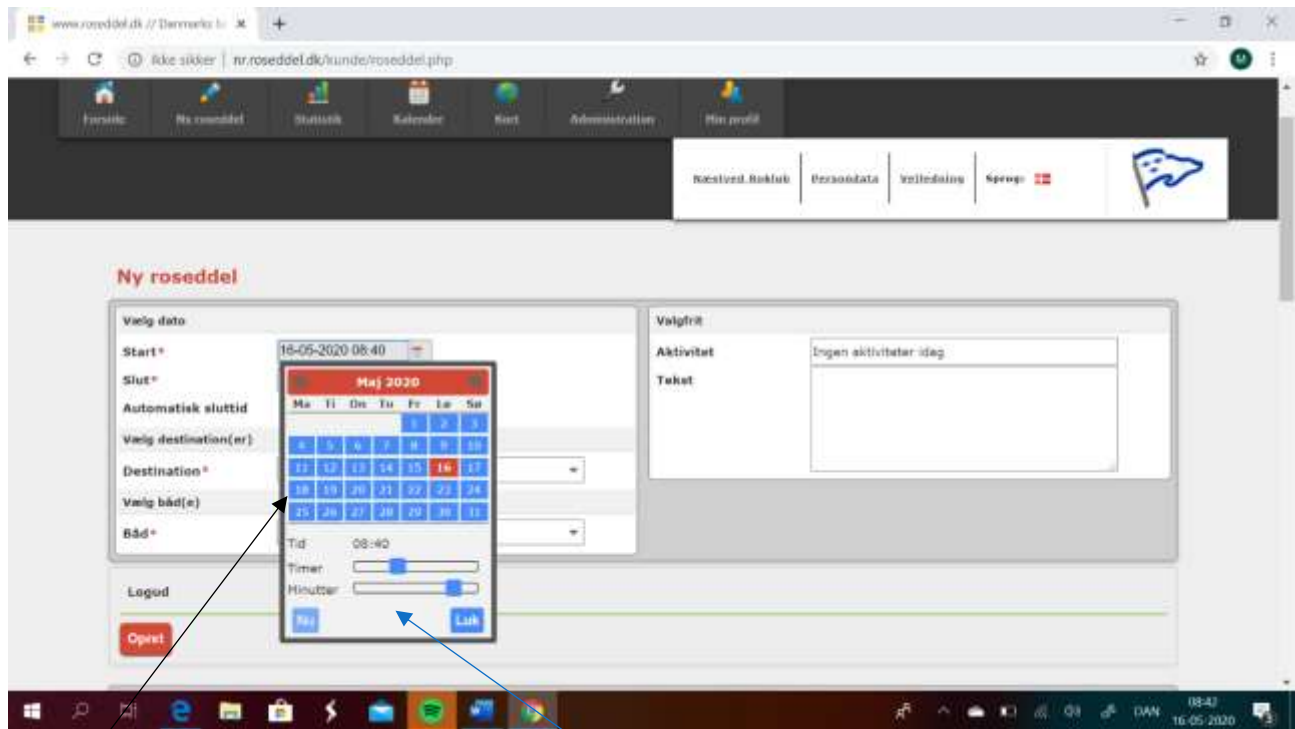 www.roseddel.dk // Danmarks
Ikke sikker | nr.roseddel.dk/kunde/roseddel.php
Forside Ny roseddel Statistik Kalender Kort Administration Min profil
Næstved Roklub Persondata Vejledning Sprog:
Ny roseddel
Vælg dato Valgfrit
Start* 16-05-2020 08:40 Aktivitet Ingen aktiviteter idag
Slut* Tekst
Maj 2020
Automatisk sluttid Ma Ti On To Fr Lø Sø
1 2 3
Vælg destination(er) 4 5 6 7 8 9 10
Destination* 11 12 13 14 15 16 17
Vælg båd(e) 18 19 20 21 22 23 24
25 26 27 28 29 30 31
Båd* Tid 08:40
Timer
Logud Minutter
Nu Luk
Opret
DAN 08:42
16-05-2020